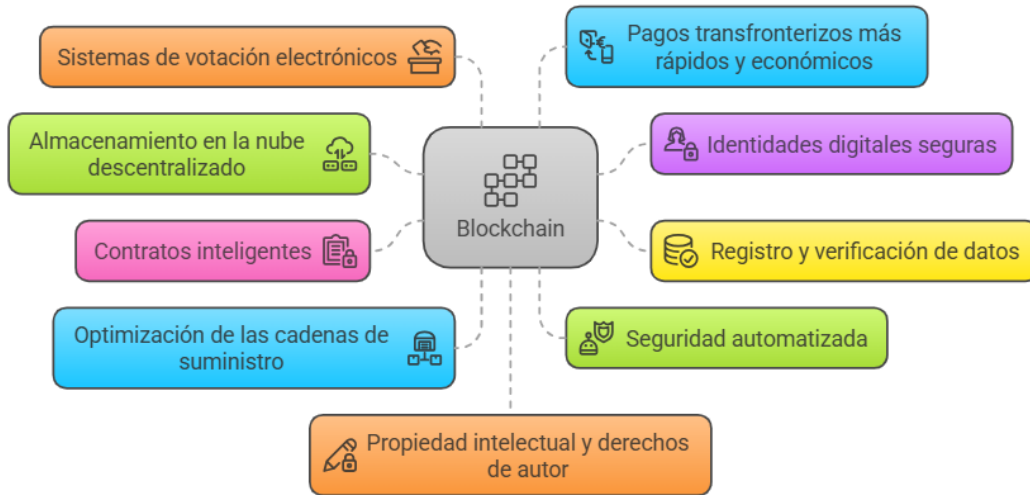 Sistemas de votación electrónicos
Pagos transfronterizos más
rápidos y económicos
Almacenamiento en la nube
descentralizado
Identidades digitales seguras
Blockchain
Contratos inteligentes
Registro y verificación de datos
Optimización de las cadenas de
suministro
Seguridad automatizada
Propiedad intelectual y derechos
de autor